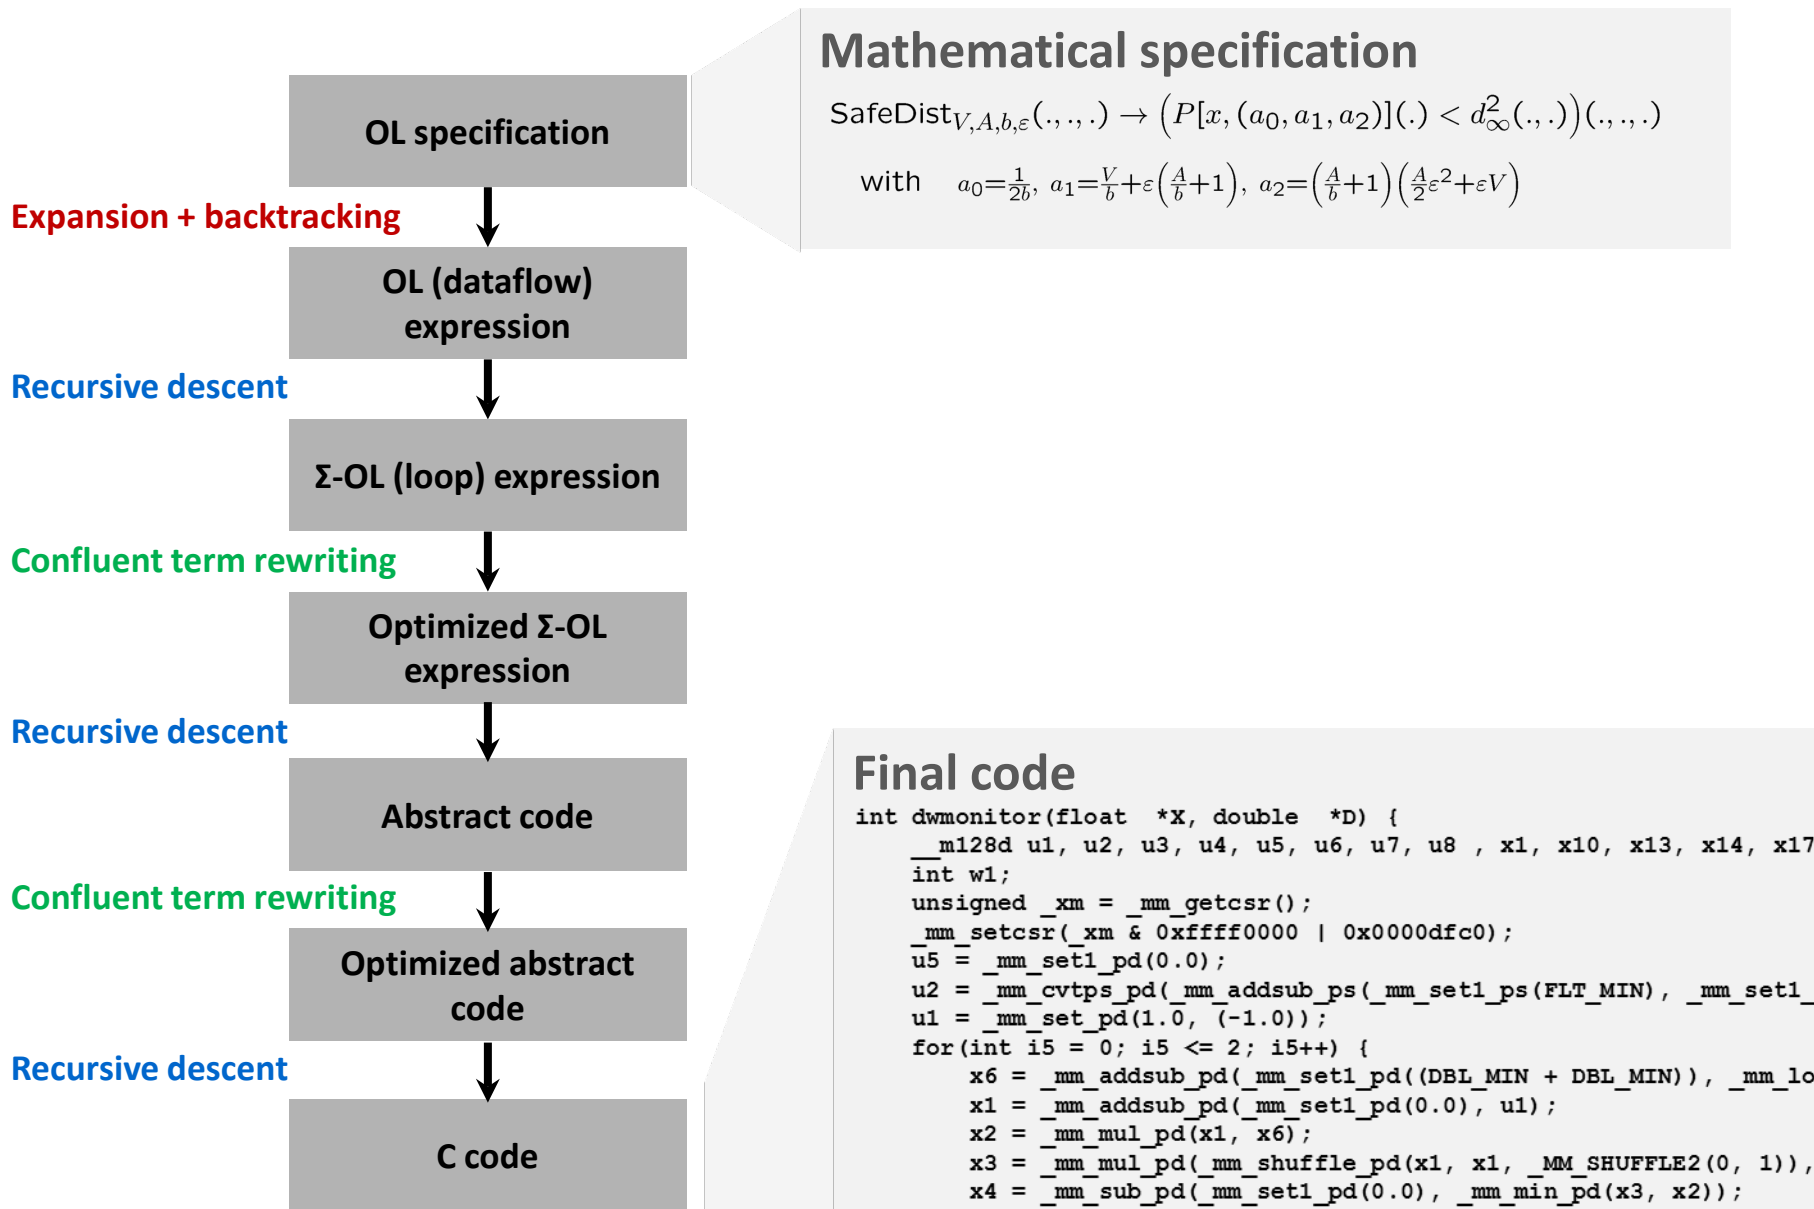 OL specification
Expansion + backtracking
OL (dataflow)
expression
Recursive descent
Σ-OL (loop) expression
Confluent term rewriting
Optimized Σ-OL
expression
Recursive descent
Abstract code
Confluent term rewriting
Optimized abstract
code
Recursive descent
C code
Mathematical specification
SafeDist_{V,A,b,ε}(.,.,.) → (P[x, (a_0, a_1, a_2)](.) < d_∞^2(.,.))(.,.,.)
with a_0=\frac{1}{2b}, a_1=\frac{V}{b}+ε(\frac{A}{b}+1), a_2=(\frac{A}{b}+1)(\frac{A}{2}ε^2+εV)
Final code
int dwmonitor(float  *X, double  *D) {
    __m128d u1, u2, u3, u4, u5, u6, u7, u8 , x1, x10, x13, x14, x17
    int w1;
    unsigned _xm = _mm_getcsr();
    _mm_setcsr(_xm & 0xffff0000 | 0x0000dfc0);
    u5 = _mm_set1_pd(0.0);
    u2 = _mm_cvtps_pd(_mm_addsub_ps(_mm_set1_ps(FLT_MIN), _mm_set1_
    u1 = _mm_set_pd(1.0, (-1.0));
    for(int i5 = 0; i5 <= 2; i5++) {
        x6 = _mm_addsub_pd(_mm_set1_pd((DBL_MIN + DBL_MIN)), _mm_lo
        x1 = _mm_addsub_pd(_mm_set1_pd(0.0), u1);
        x2 = _mm_mul_pd(x1, x6);
        x3 = _mm_mul_pd(_mm_shuffle_pd(x1, x1, _MM_SHUFFLE2(0, 1)),
        x4 = _mm_sub_pd(_mm_set1_pd(0.0), _mm_min_pd(x3, x2));